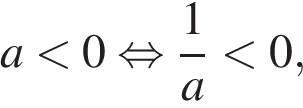 a < 0 ⇔ 1/a < 0,